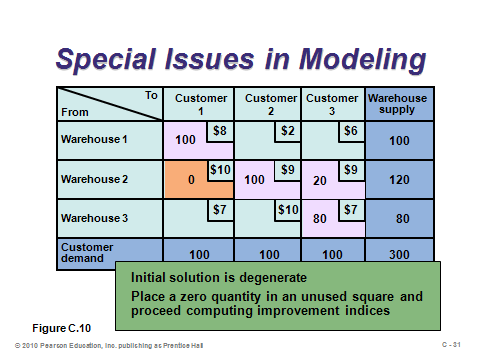 Special Issues in Modeling
To
From
Customer 1
Customer 2
Customer 3
Warehouse supply
Warehouse 1
100
$8
$2
$6
100
Warehouse 2
0
$10
100
$9
20
$9
120
Warehouse 3
$7
$10
80
$7
80
Customer demand
100
100
100
300
Initial solution is degenerate
Place a zero quantity in an unused square and
proceed computing improvement indices
Figure C.10
© 2010 Pearson Education, Inc. publishing as Prentice Hall
C - 31